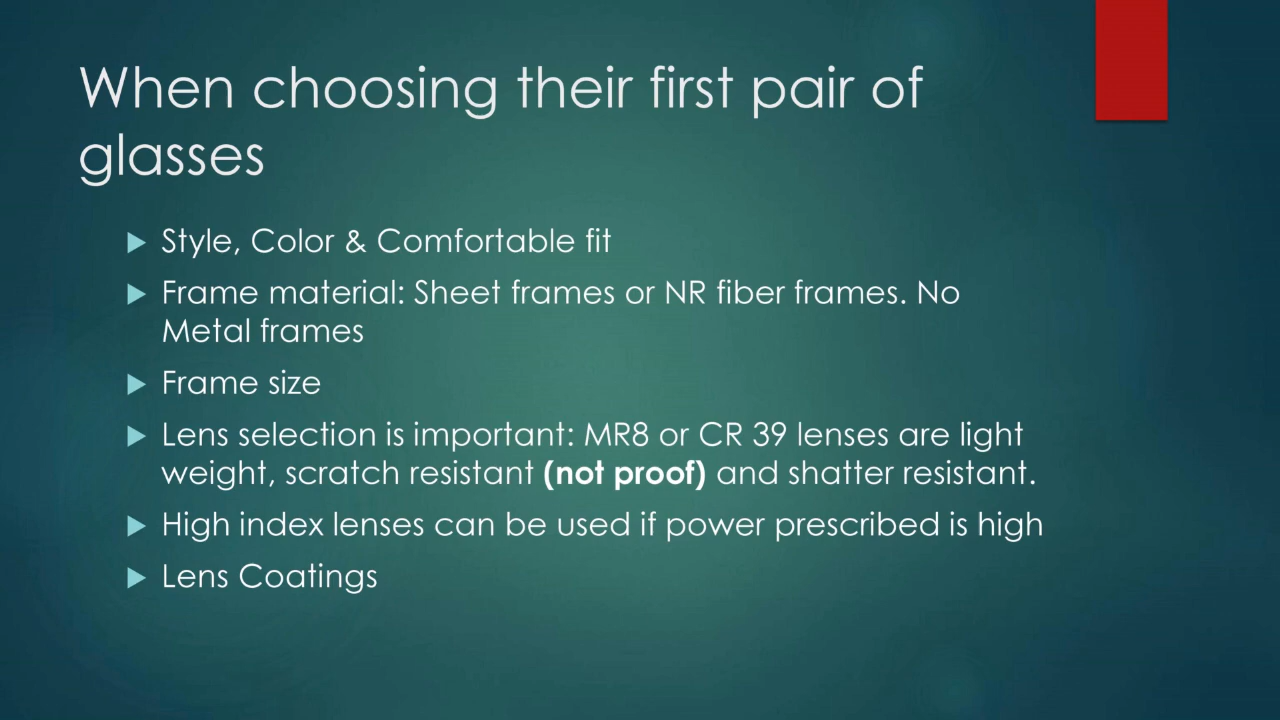 When choosing their first pair of
glasses
Style, Color & Comfortable fit
Frame material: Sheet frames or NR fiber frames. No
Metal frames
Frame size
Lens selection is important: MR8 or CR 39 lenses are light
weight, scratch resistant (not proof) and shatter resistant.
High index lenses can be used if power prescribed is high
Lens Coatings